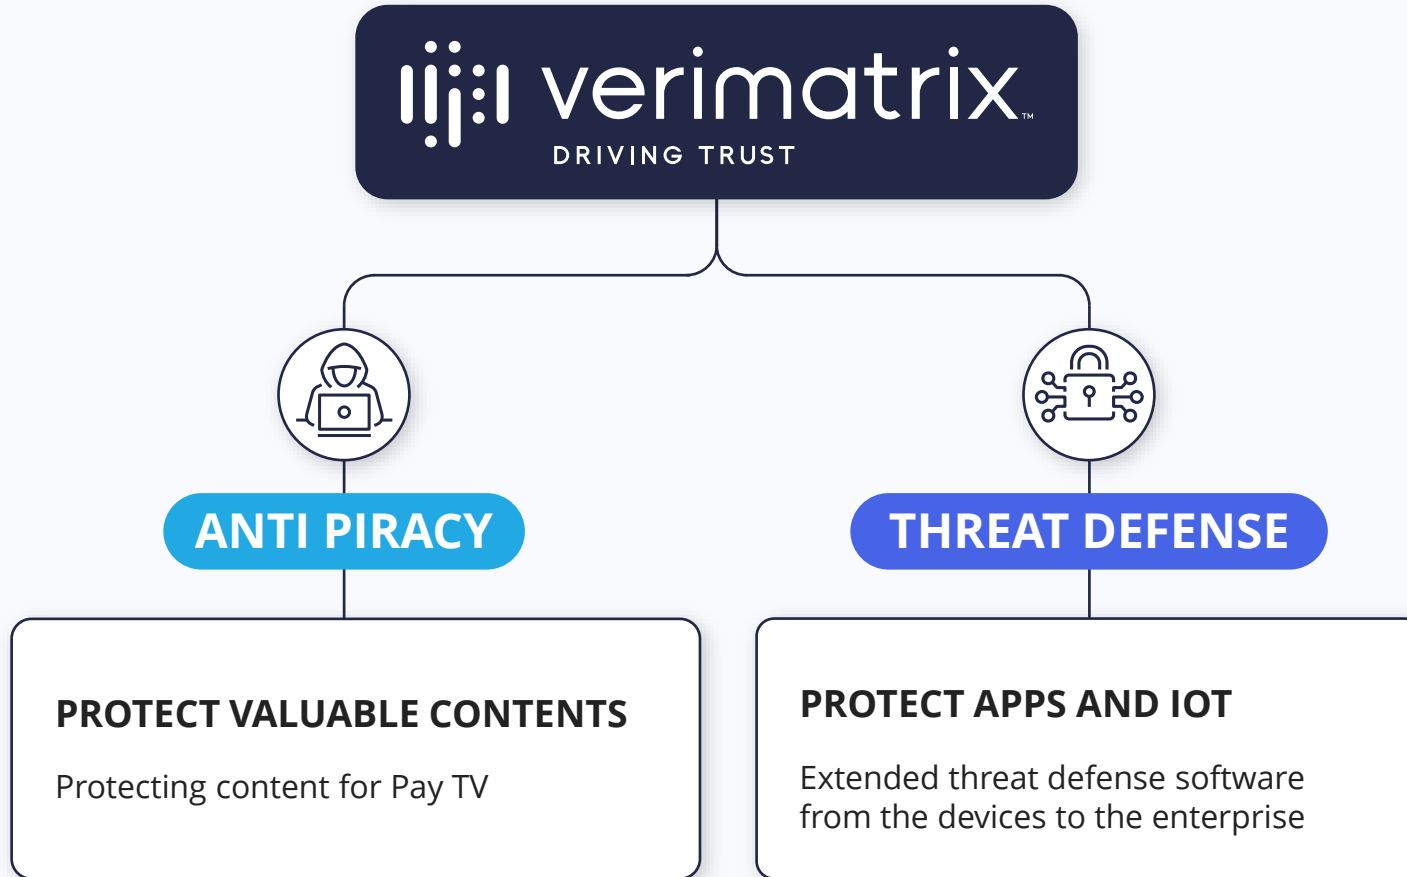 verimatrix™
DRIVING TRUST
ANTI PIRACY
THREAT DEFENSE
PROTECT VALUABLE CONTENTS
Protecting content for Pay TV
PROTECT APPS AND IOT
Extended threat defense software
from the devices to the enterprise